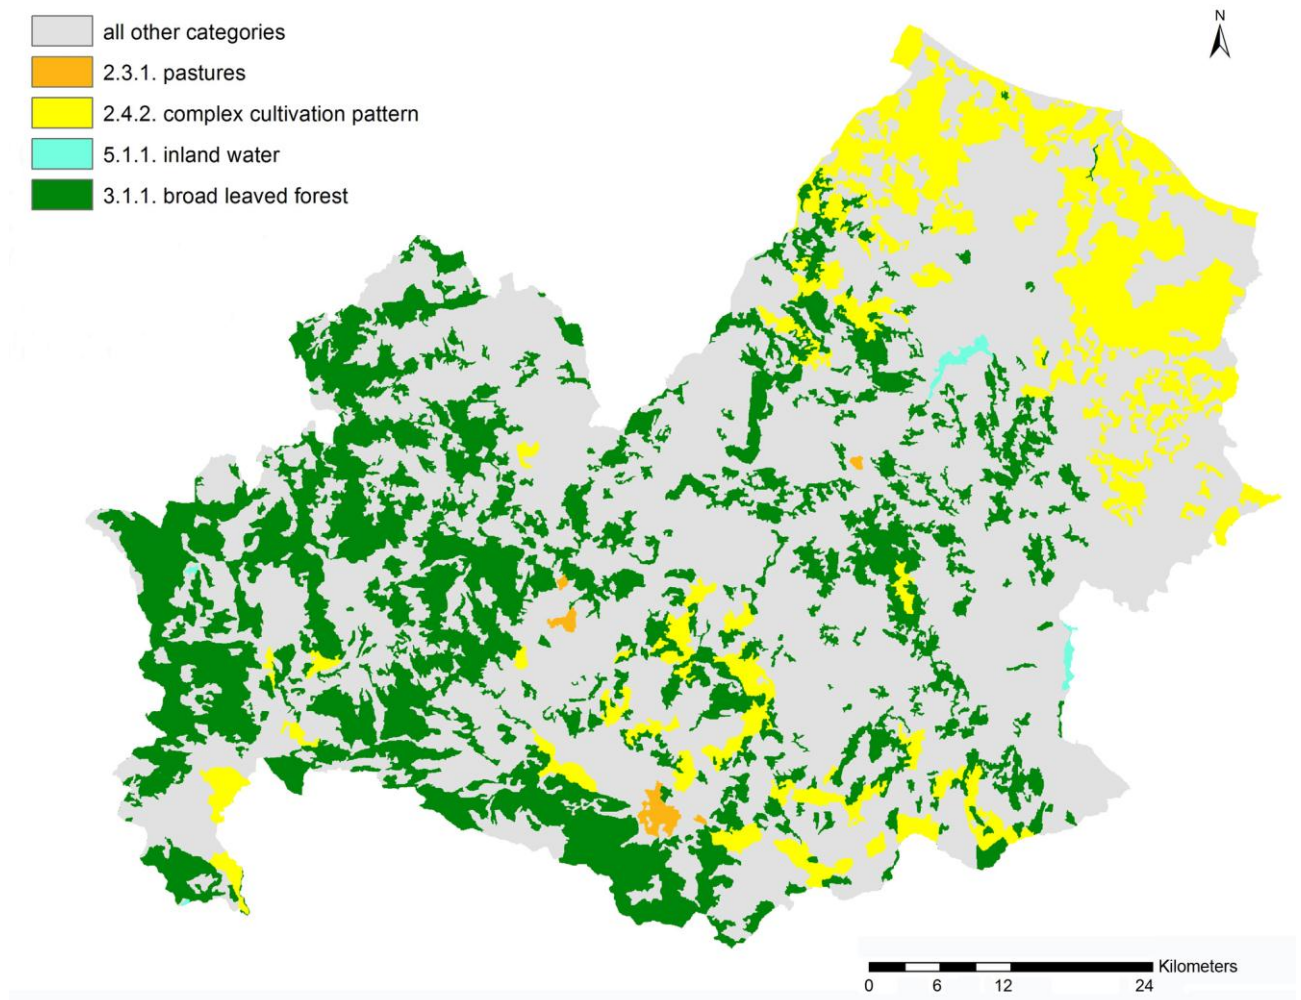 all other categories
2.3.1. pastures
2.4.2. complex cultivation pattern
5.1.1. inland water
3.1.1. broad leaved forest
N
Kilometers
0 6 12 24